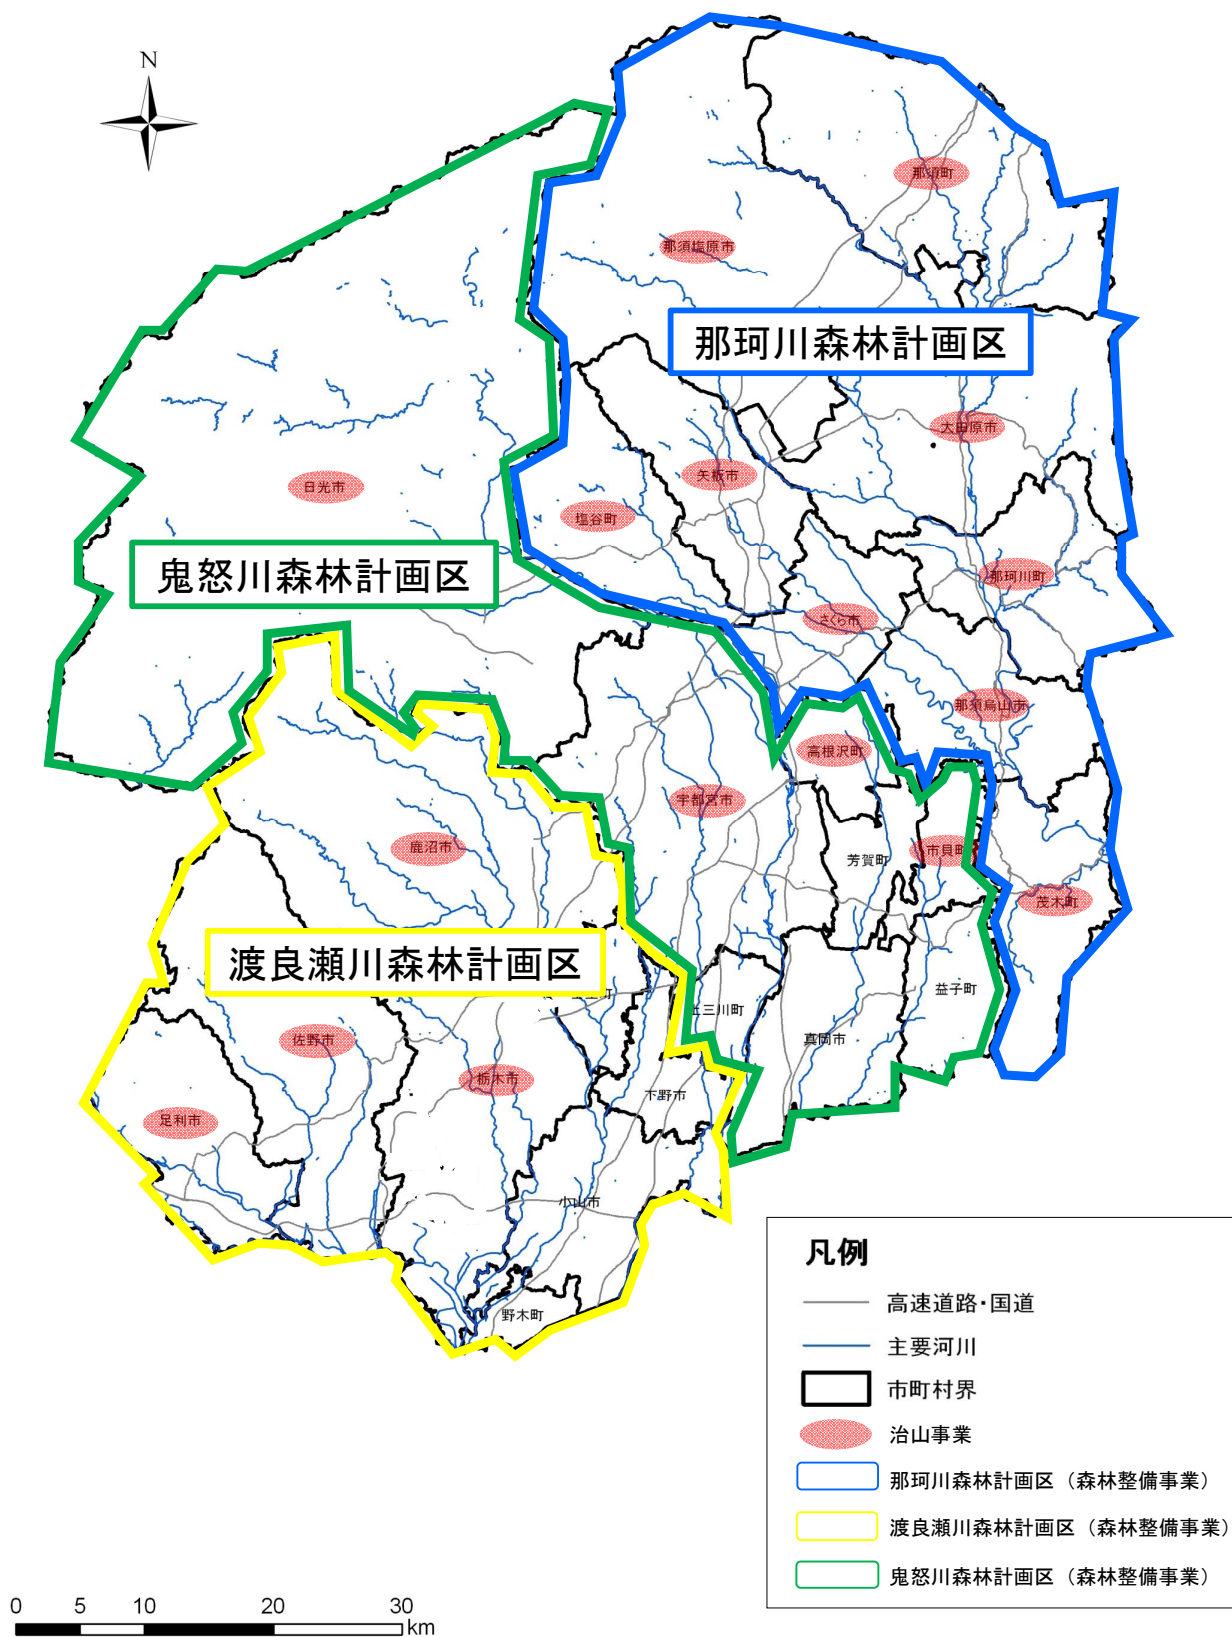 N
那須町
那須塩原市
那珂川森林計画区
大田原市
矢板市
日光市
塩谷町
鬼怒川森林計画区
那珂川町
さくら市
那須烏山市
高根沢町
宇都宮市
鹿沼市
芳賀町
市貝町
茂木町
渡良瀬川森林計画区
益子町
上三川町
佐野市
真岡市
栃木市
下野市
足利市
小山市
野木町
凡例
高速道路・国道
主要河川
市町村界
治山事業
那珂川森林計画区（森林整備事業）
渡良瀬川森林計画区（森林整備事業）
鬼怒川森林計画区（森林整備事業）
0 5 10 20 30
km